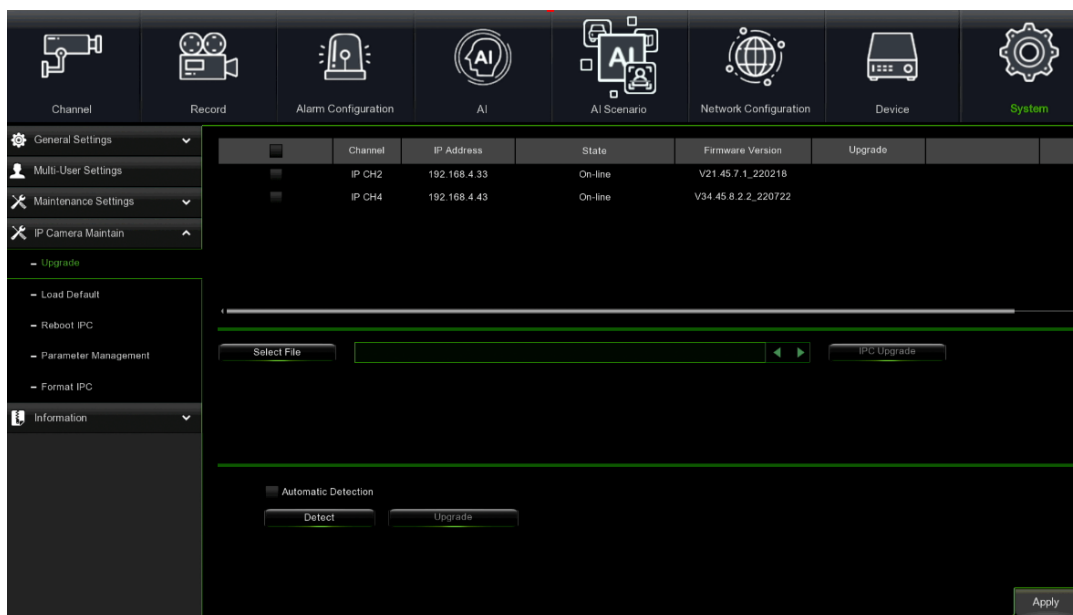 Channel Record Alarm Configuration AI AI Scenario Network Configuration Device System
AI AI
General Settings
Multi-User Settings
Maintenance Settings
IP Camera Maintain
Upgrade
Load Default
Reboot IPC
Parameter Management
Format IPC
Information
Channel IP Address State Firmware Version Upgrade
IP CH2 192.168.4.33 On-line V21.45.7.1_220218
IP CH4 192.168.4.43 On-line V34.45.8.2.2_220722
Select File IPC Upgrade
Automatic Detection
Detect Upgrade
Apply